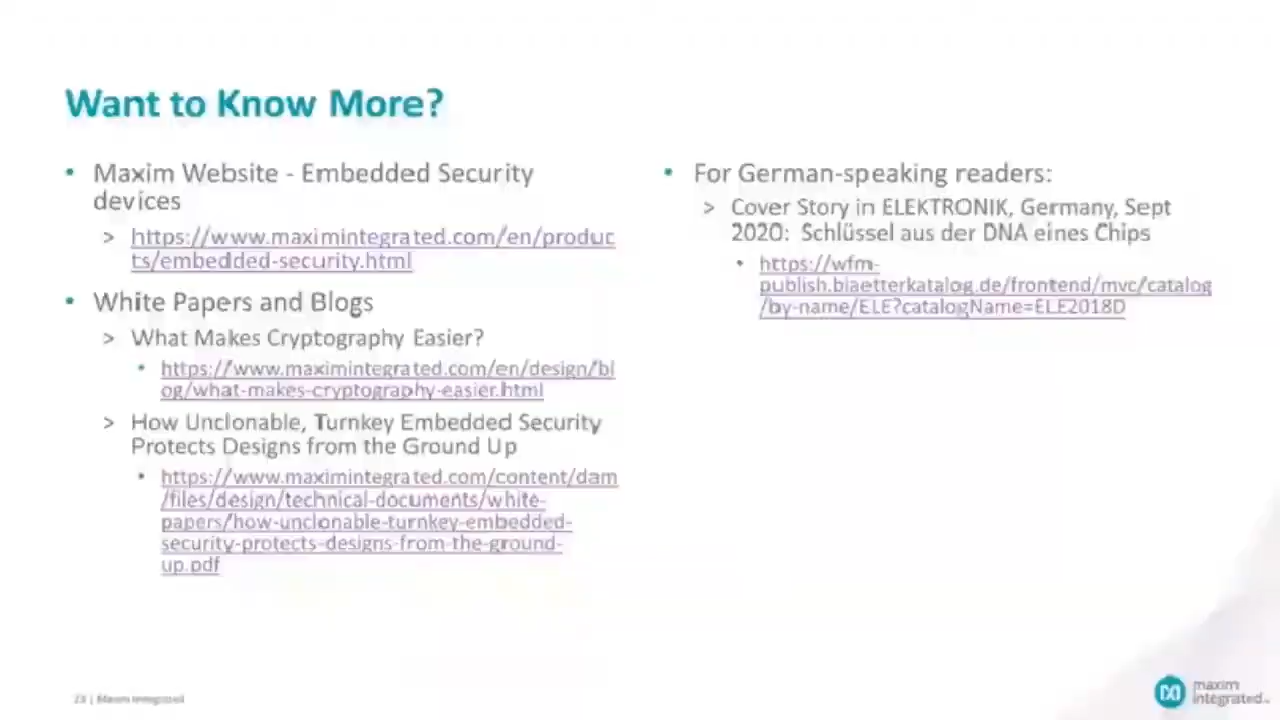 Want to Know More?
• Maxim Website - Embedded Security
devices
> https://www.maximintegrated.com/en/produc
ts/embedded-security.html
• White Papers and Blogs
> What Makes Cryptography Easier?
• https://www.maximintegrated.com/en/design/bl
og/what-makes-cryptography-easier.html
> How Unclonable, Turnkey Embedded Security
Protects Designs from the Ground Up
• https://www.maximintegrated.com/content/dam
/files/design/technical-documents/white-
papers/how-unclonable-turnkey-embedded-
security-protects-designs-from-the-ground-
up.pdf
• For German-speaking readers:
> Cover Story in ELEKTRONIK, Germany, Sept
2020: Schlüssel aus der DNA eines Chips
• https://wfm-
publish.blaetterkatalog.de/frontend/mvc/catalog
/by-name/ELE?catalogName=ELE2018D
| Maxim Integrated
maxim
integrated™